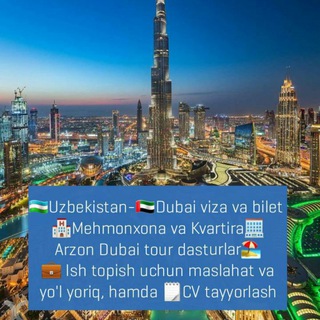 🇺🇿Uzbekistan-🇦🇪Dubai viza va bilet
🏩Mehmonxona va Kvartira🏢
Arzon Dubai tour dasturlar🏖
💼 Ish topish uchun maslahat va
yo'l yoriq, hamda 🗒CV tayyorlash